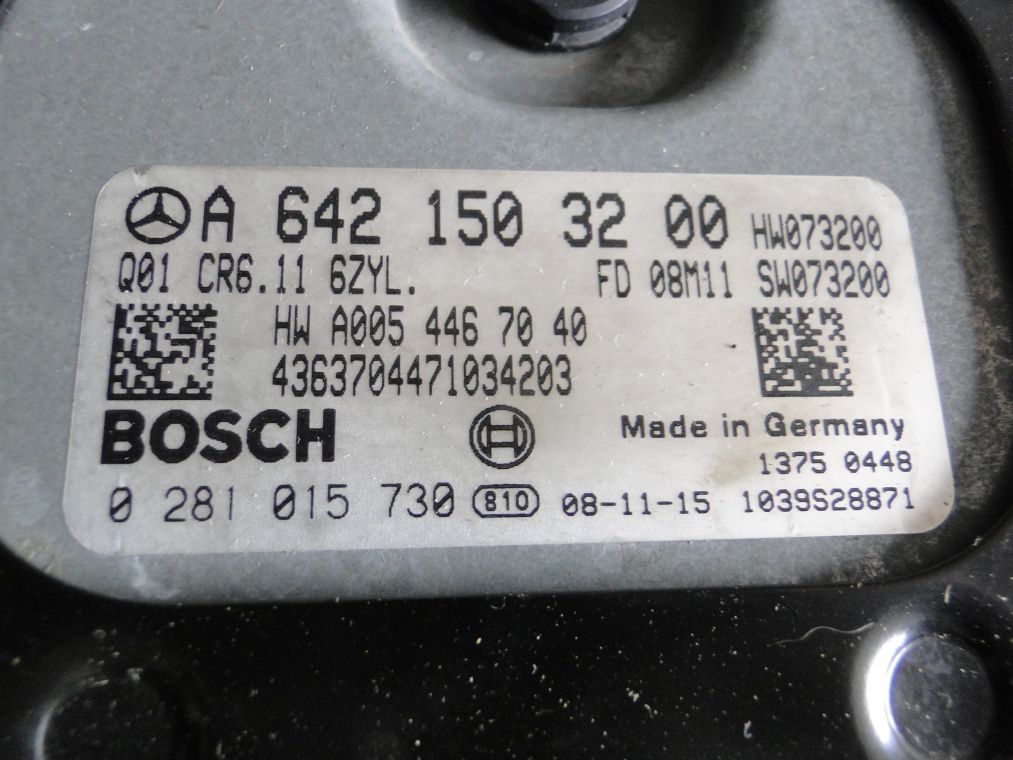 A 642 150 32 00 HW073200
Q01 CR6.11 6ZYL. FD 08M11 SW073200
HW A005 446 70 40
4363704471034203
BOSCH Made in Germany
1375 0448
0 281 015 730 810 08-11-15 1039S28871